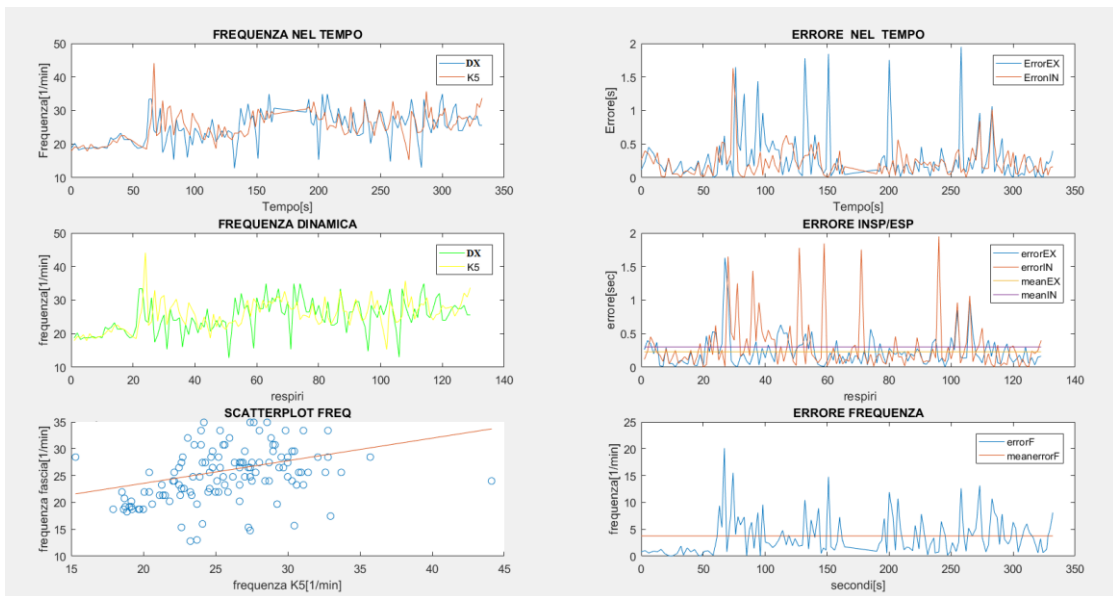 FREQUENZA NEL TEMPO
50
40
30
20
10
Frequenza[1/min]
DX
K5
0 50 100 150 200 250 300 350
Tempo[s]
ERRORE NEL TEMPO
2
1.5
1
0.5
0
Errore[s]
ErrorEX
ErrorIN
0 50 100 150 200 250 300 350
Tempo[s]
FREQUENZA DINAMICA
50
40
30
20
10
frequenza[1/min]
DX
K5
0 20 40 60 80 100 120 140
respiri
ERRORE INSP/ESP
2
1.5
1
0.5
0
errore[sec]
errorEX
errorIN
meanEX
meanIN
0 20 40 60 80 100 120 140
respiri
SCATTERPLOT FREQ
35
30
25
20
15
10
frequenza fascia[1/min]
15 20 25 30 35 40 45
frequenza K5[1/min]
ERRORE FREQUENZA
25
20
15
10
5
0
frequenza[1/min]
errorF
meanerrorF
0 50 100 150 200 250 300 350
secondi[s]